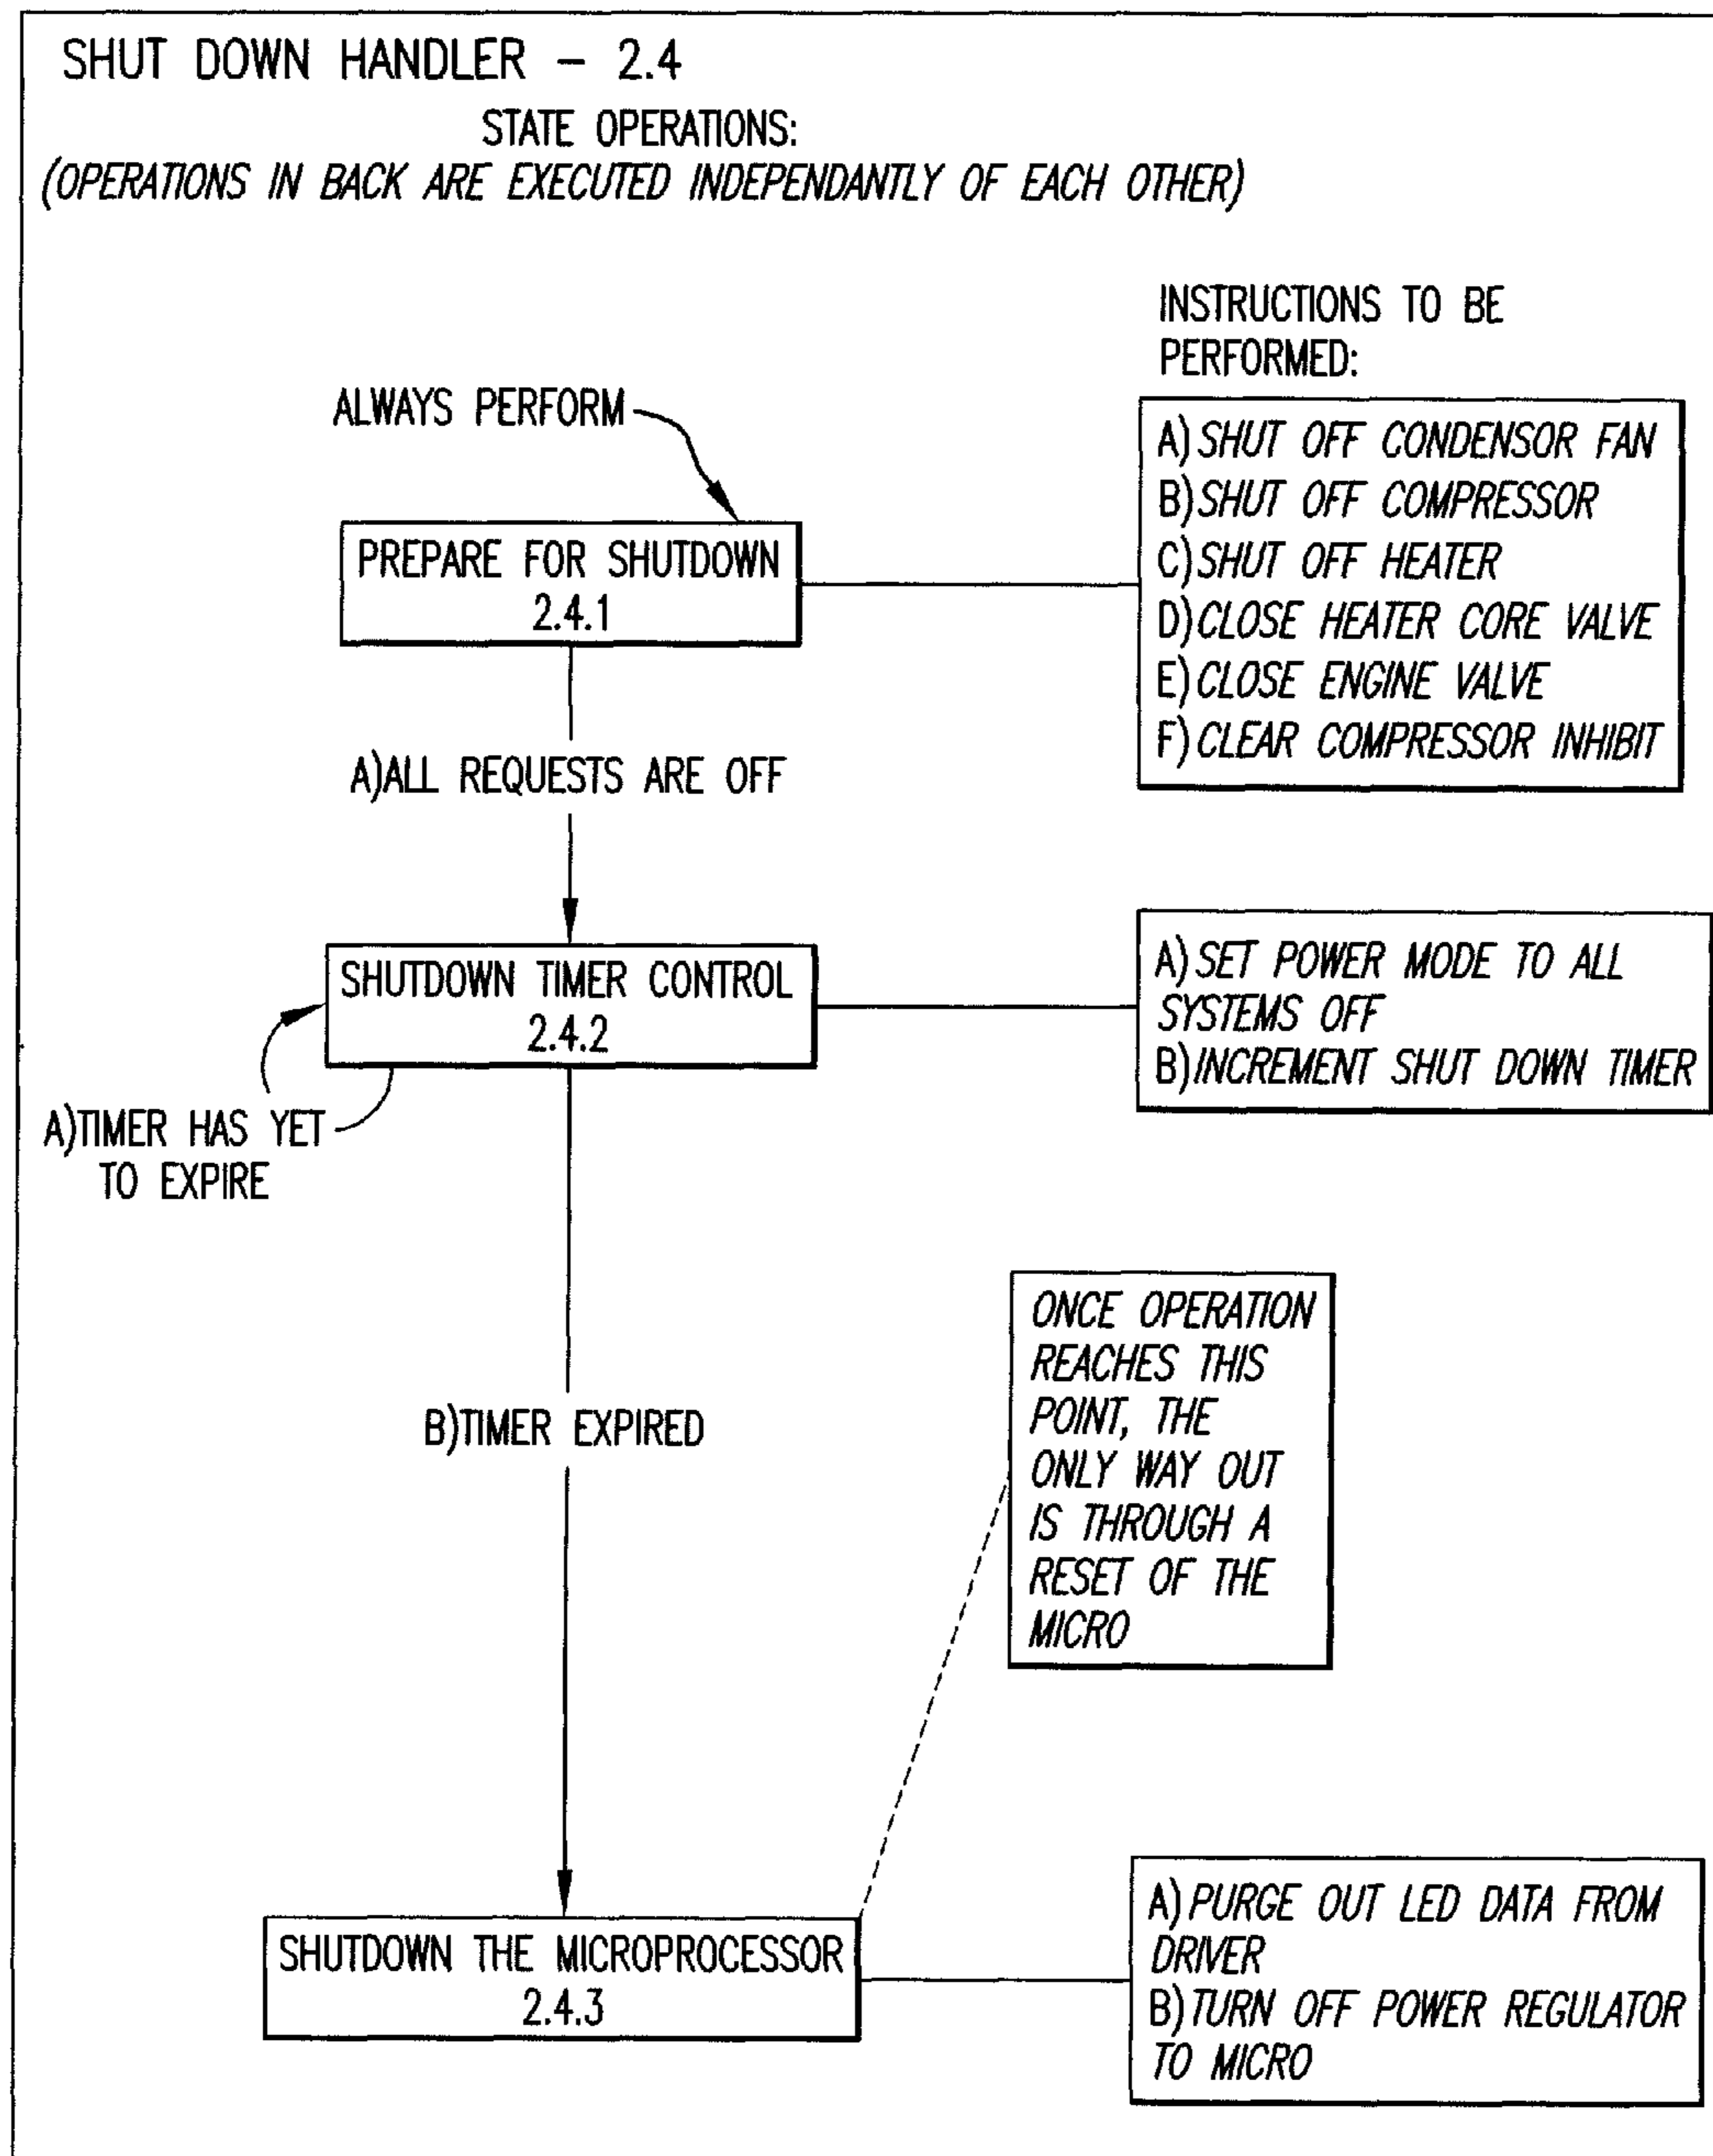 SHUT DOWN HANDLER – 2.4
STATE OPERATIONS:
(OPERATIONS IN BACK ARE EXECUTED INDEPENDANTLY OF EACH OTHER)
INSTRUCTIONS TO BE
PERFORMED:
ALWAYS PERFORM
A) SHUT OFF CONDENSOR FAN
B) SHUT OFF COMPRESSOR
C) SHUT OFF HEATER
D) CLOSE HEATER CORE VALVE
E) CLOSE ENGINE VALVE
F) CLEAR COMPRESSOR INHIBIT
PREPARE FOR SHUTDOWN
2.4.1
A)ALL REQUESTS ARE OFF
SHUTDOWN TIMER CONTROL
2.4.2
A) SET POWER MODE TO ALL
SYSTEMS OFF
B) INCREMENT SHUT DOWN TIMER
A)TIMER HAS YET
TO EXPIRE
B)TIMER EXPIRED
ONCE OPERATION
REACHES THIS
POINT, THE
ONLY WAY OUT
IS THROUGH A
RESET OF THE
MICRO
SHUTDOWN THE MICROPROCESSOR
2.4.3
A) PURGE OUT LED DATA FROM
DRIVER
B) TURN OFF POWER REGULATOR
TO MICRO